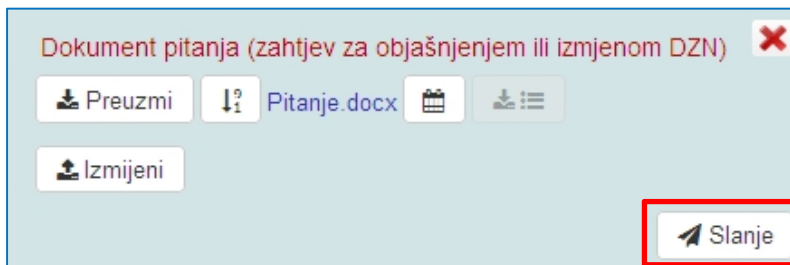 Dokument pitanja (zahtjev za objašnjenjem ili izmjenom DZN)
Preuzmi Pitanje.docx
Izmijeni
Slanje